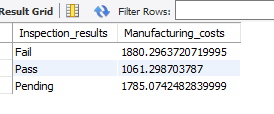 Result Grid Filter Rows:
Inspection_results Manufacturing_costs
Fail 1880.2963720719995
Pass 1061.298703787
Pending 1785.0742482839999